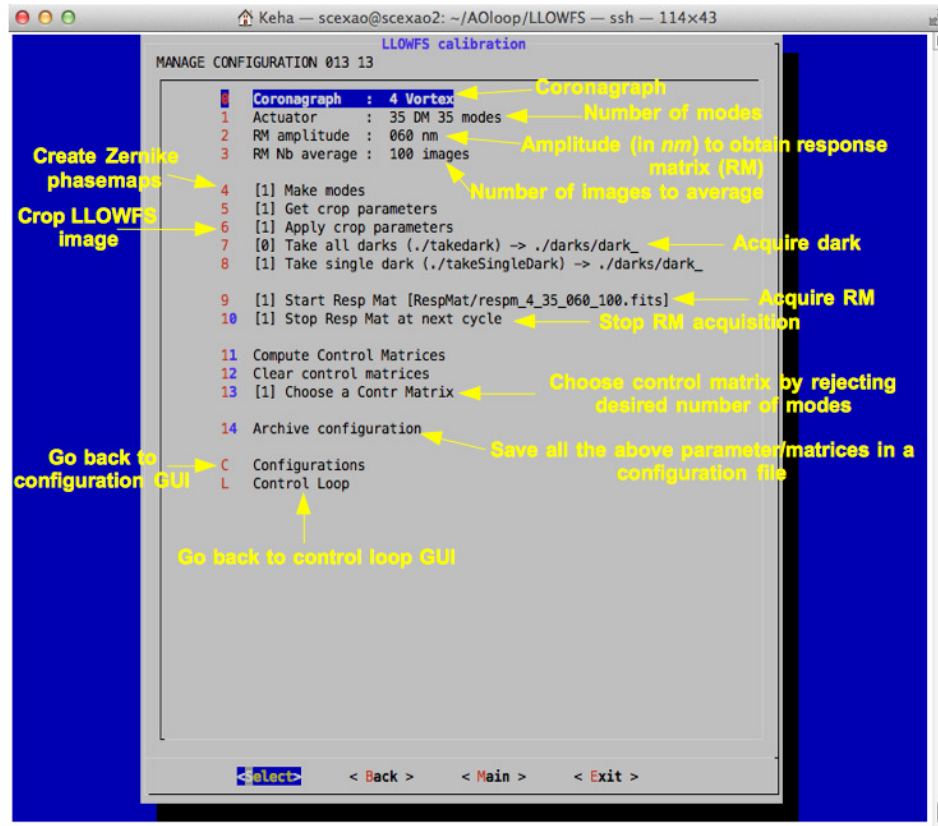 Keha — scexao@scexao2: ~/AOloop/LLOWFS — ssh — 114×43
LLOWFS calibration
MANAGE CONFIGURATION 013 13
0 Coronagraph : 4 Vortex
Coronagraph
1 Actuator : 35 DM 35 modes
Number of modes
2 RM amplitude : 060 nm
Amplitude (in nm) to obtain response
matrix (RM)
3 RM Nb average : 100 images
Number of images to average
Create Zernike
phasemaps
4 [1] Make modes
5 [1] Get crop parameters
Crop LLOWFS
image
6 [1] Apply crop parameters
7 [0] Take all darks (./takedark) -> ./darks/dark_
Acquire dark
8 [1] Take single dark (./takeSingleDark) -> ./darks/dark_
9 [1] Start Resp Mat [RespMat/respm_4_35_060_100.fits]
Acquire RM
10 [1] Stop Resp Mat at next cycle
Stop RM acquisition
11 Compute Control Matrices
12 Clear control matrices
13 [1] Choose a Contr Matrix
Choose control matrix by rejecting
desired number of modes
14 Archive configuration
Save all the above parameter/matrices in a
configuration file
Go back to
configuration GUI
C Configurations
L Control Loop
Go back to control loop GUI
<Select> < Back > < Main > < Exit >